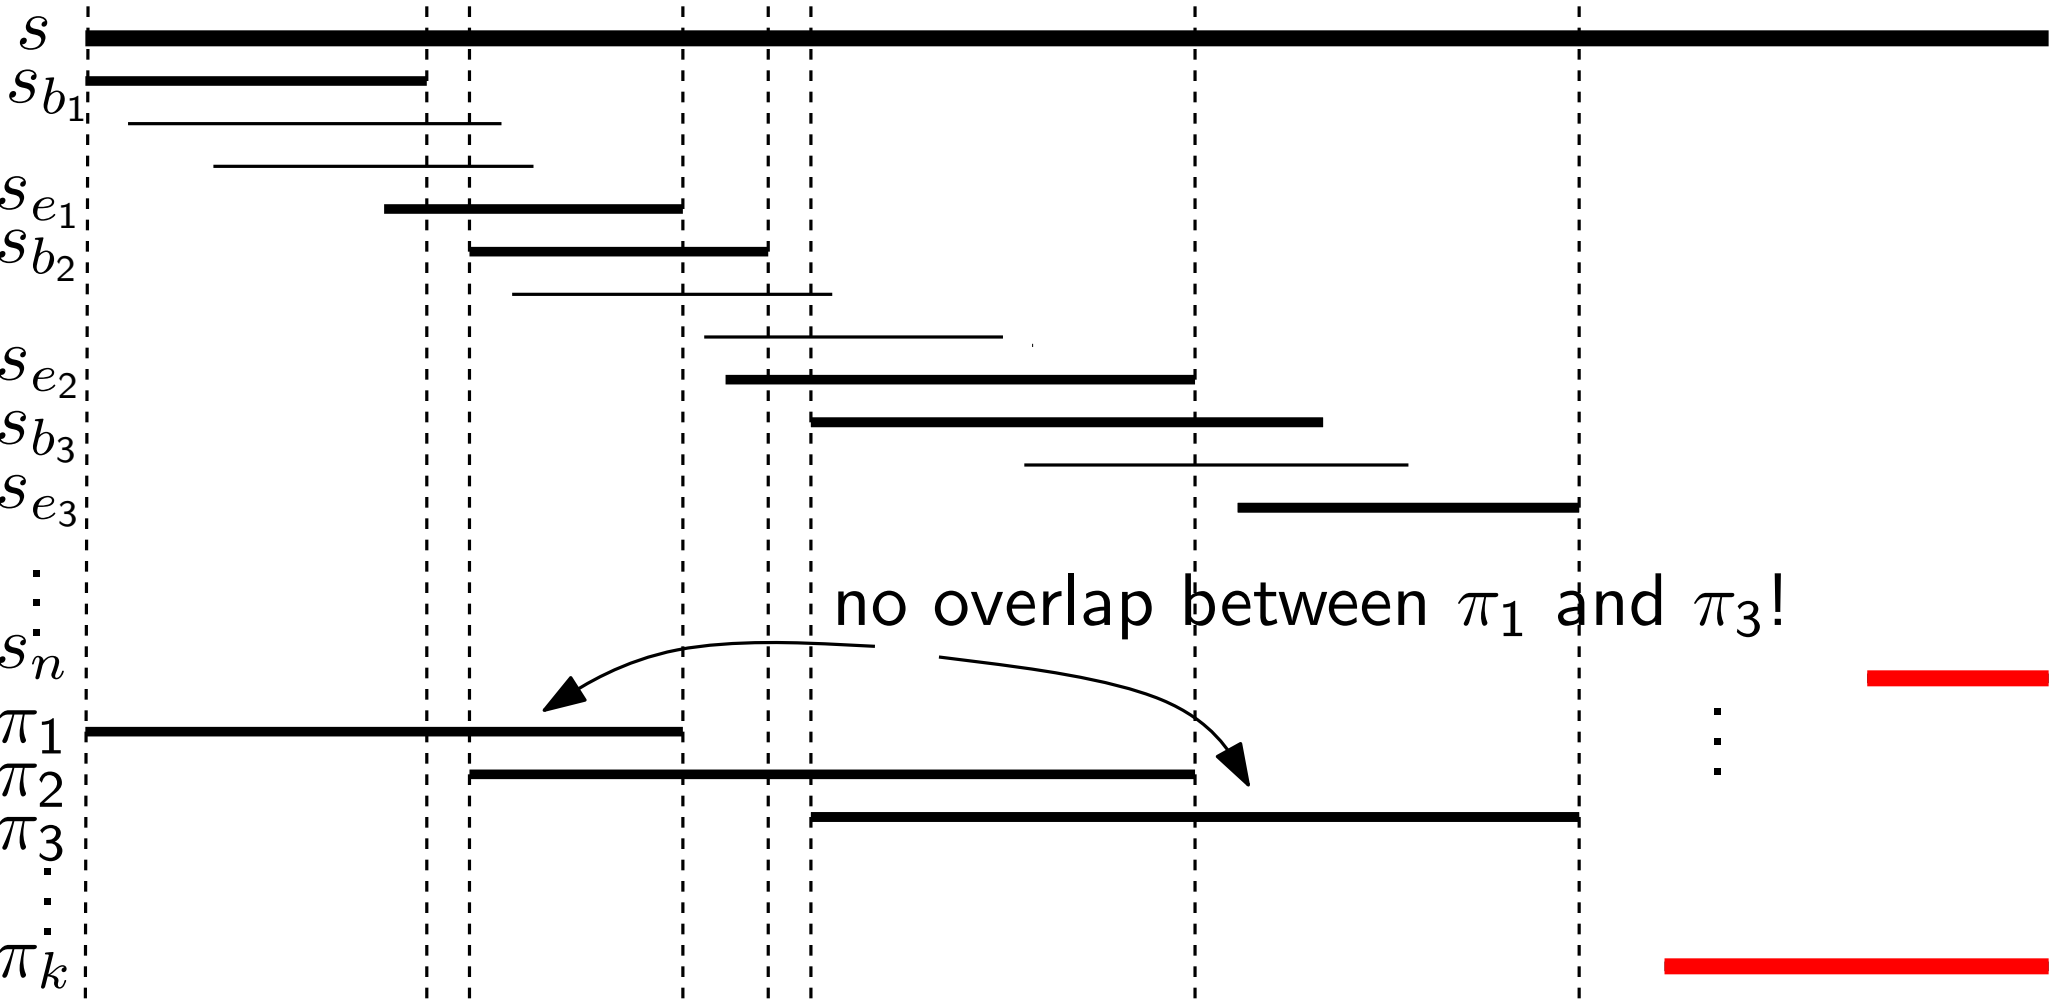 s
s_{b_1}
s_{e_1}
s_{b_2}
s_{e_2}
s_{b_3}
s_{e_3}
⋮
no overlap between π_1 and π_3!
s_n
⋮
π_1
π_2
π_3
⋮
π_k